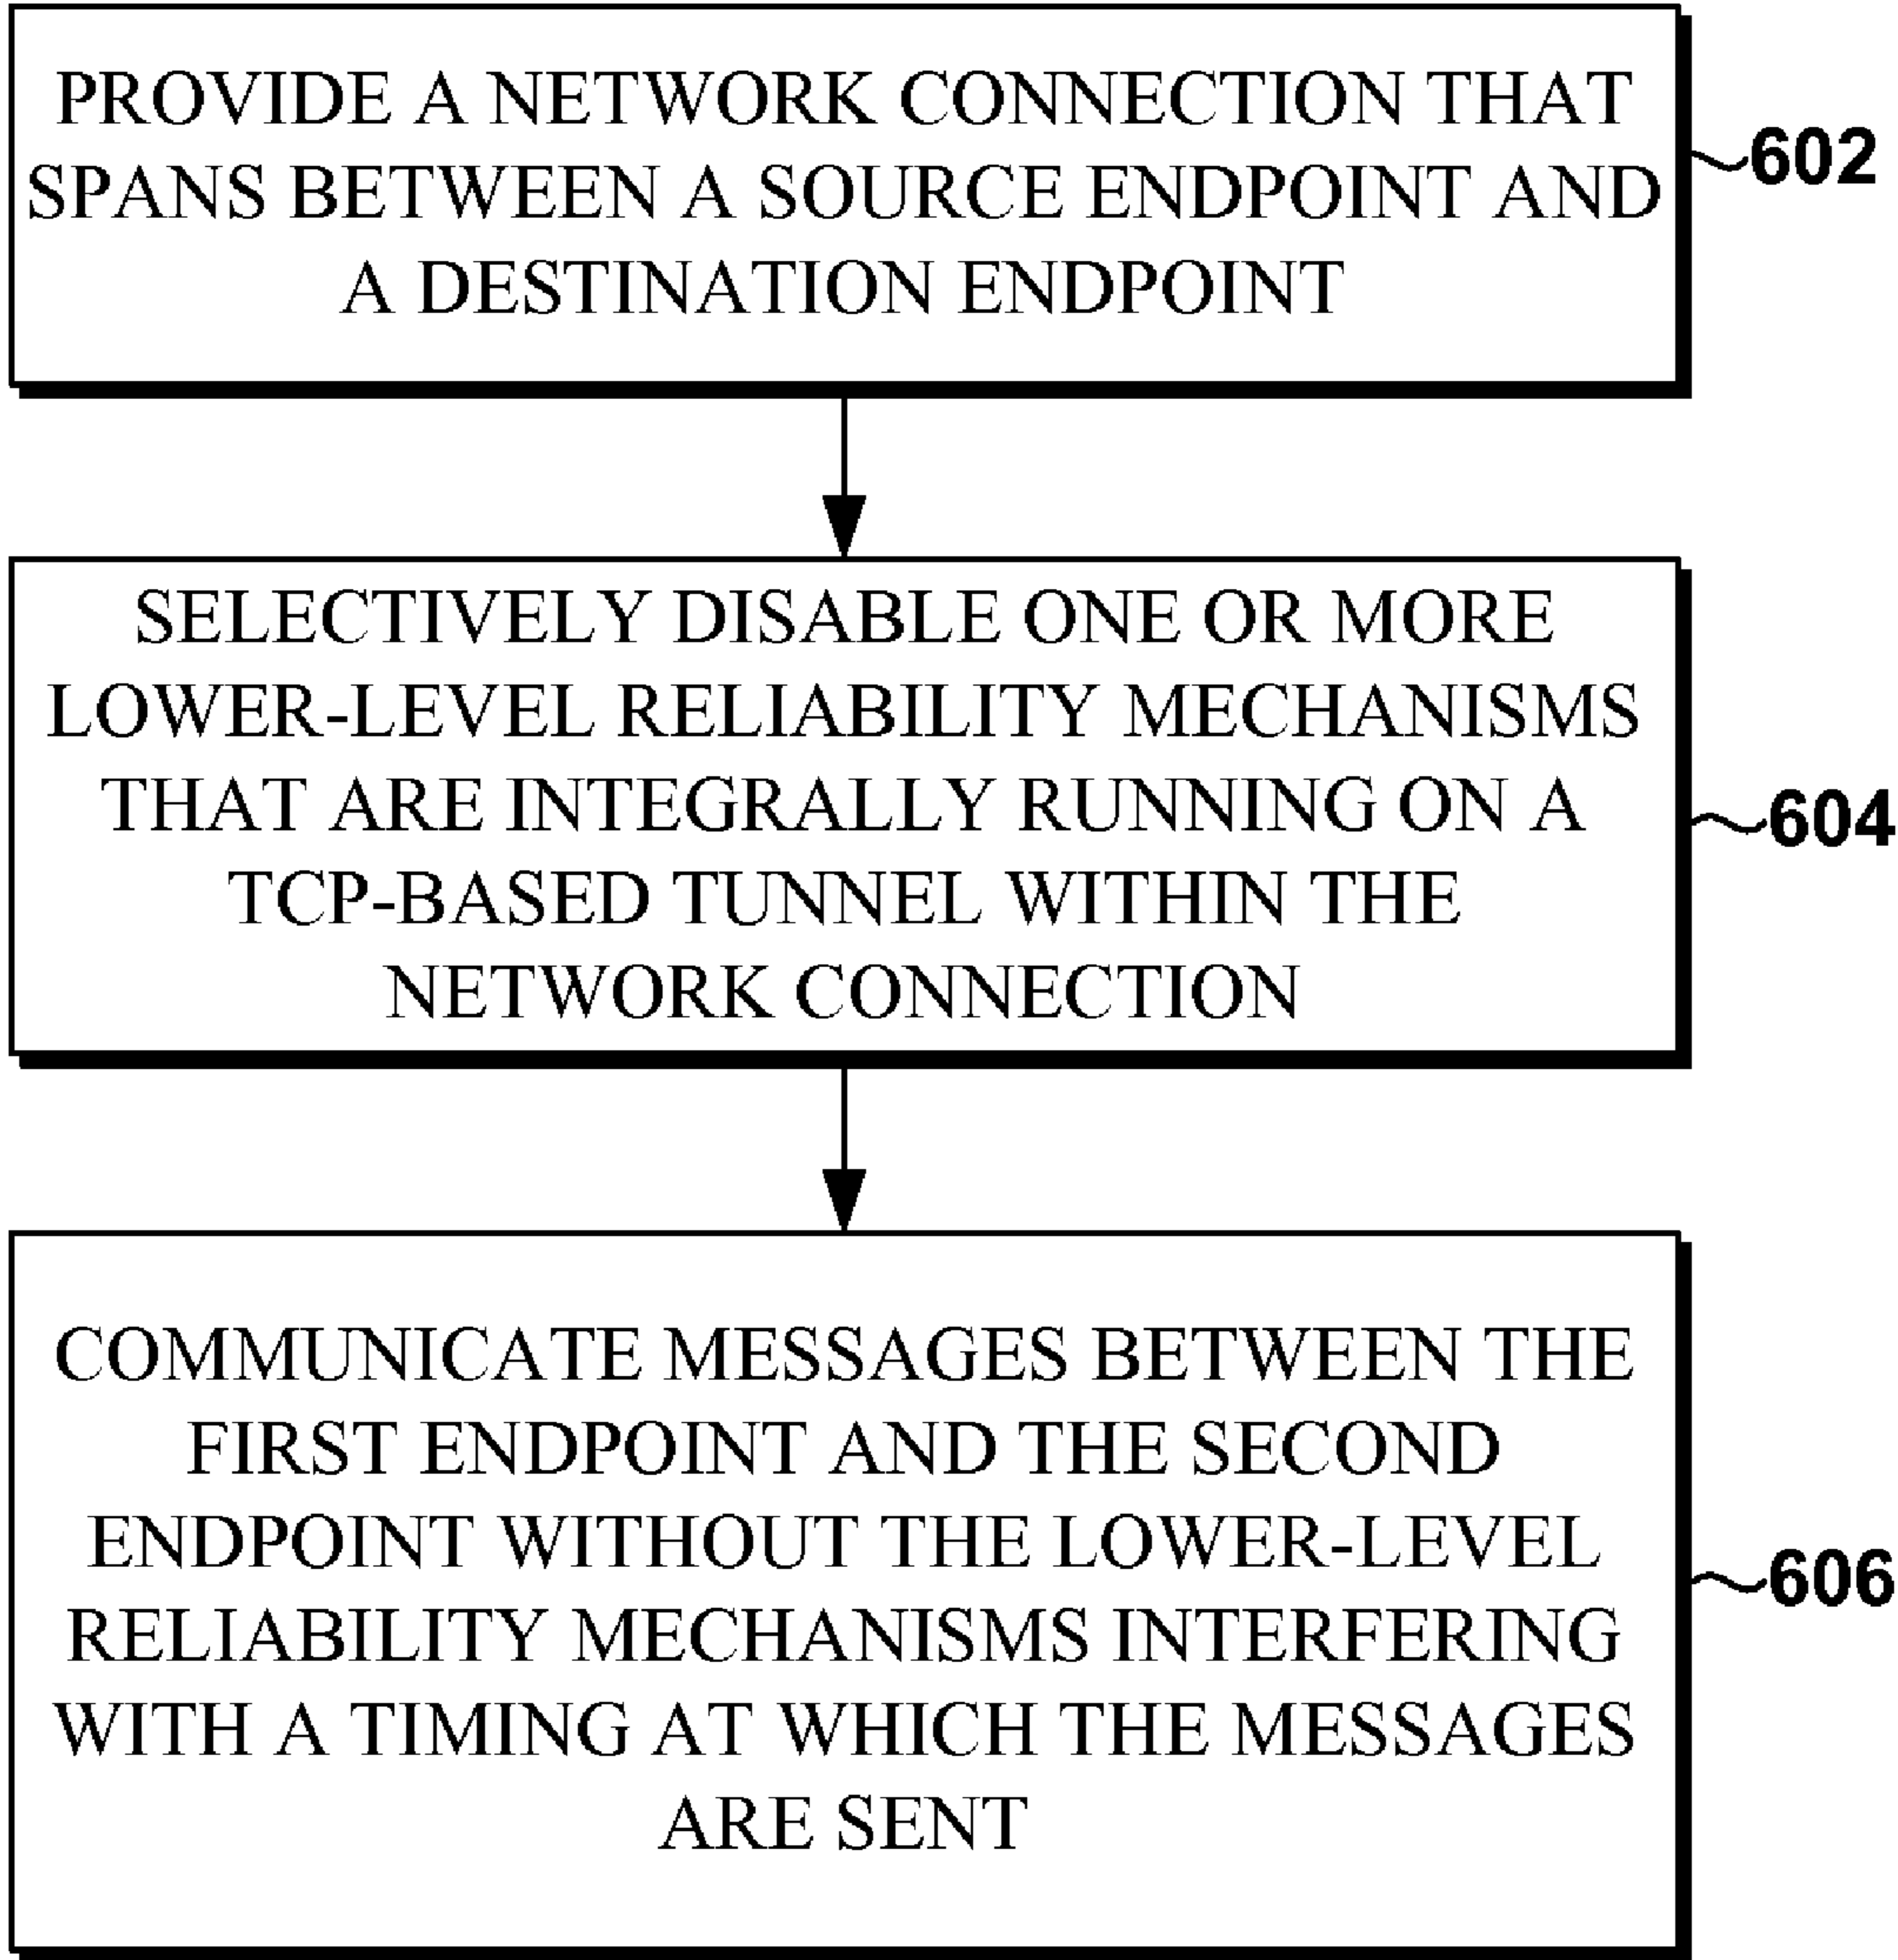 PROVIDE A NETWORK CONNECTION THAT
SPANS BETWEEN A SOURCE ENDPOINT AND
A DESTINATION ENDPOINT
602
SELECTIVELY DISABLE ONE OR MORE
LOWER-LEVEL RELIABILITY MECHANISMS
THAT ARE INTEGRALLY RUNNING ON A
TCP-BASED TUNNEL WITHIN THE
NETWORK CONNECTION
604
COMMUNICATE MESSAGES BETWEEN THE
FIRST ENDPOINT AND THE SECOND
ENDPOINT WITHOUT THE LOWER-LEVEL
RELIABILITY MECHANISMS INTERFERING
WITH A TIMING AT WHICH THE MESSAGES
ARE SENT
606